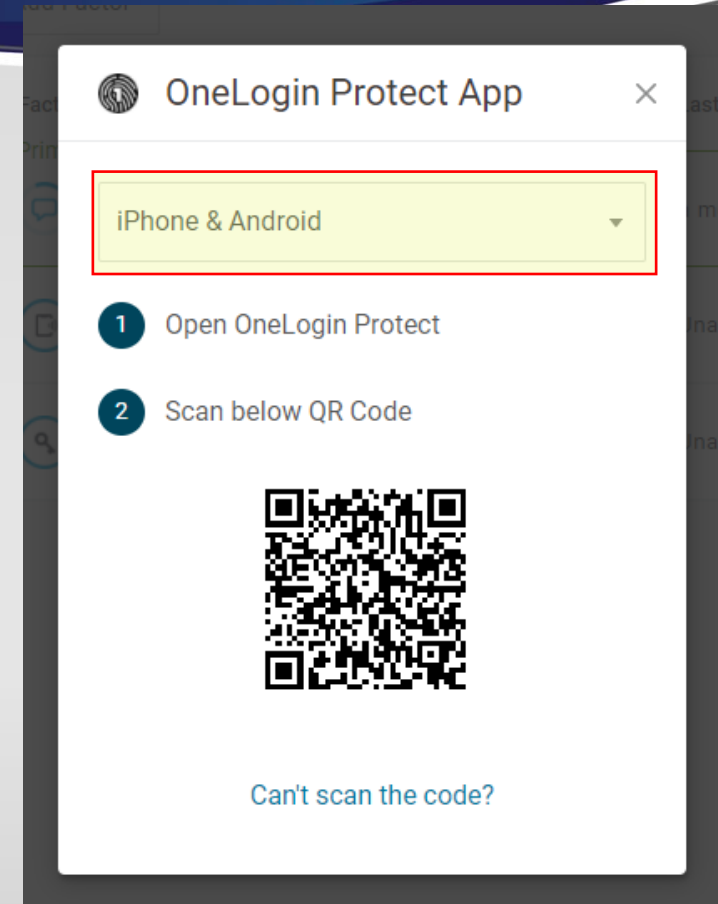 OneLogin Protect App
iPhone & Android
1 Open OneLogin Protect
2 Scan below QR Code
Can't scan the code?